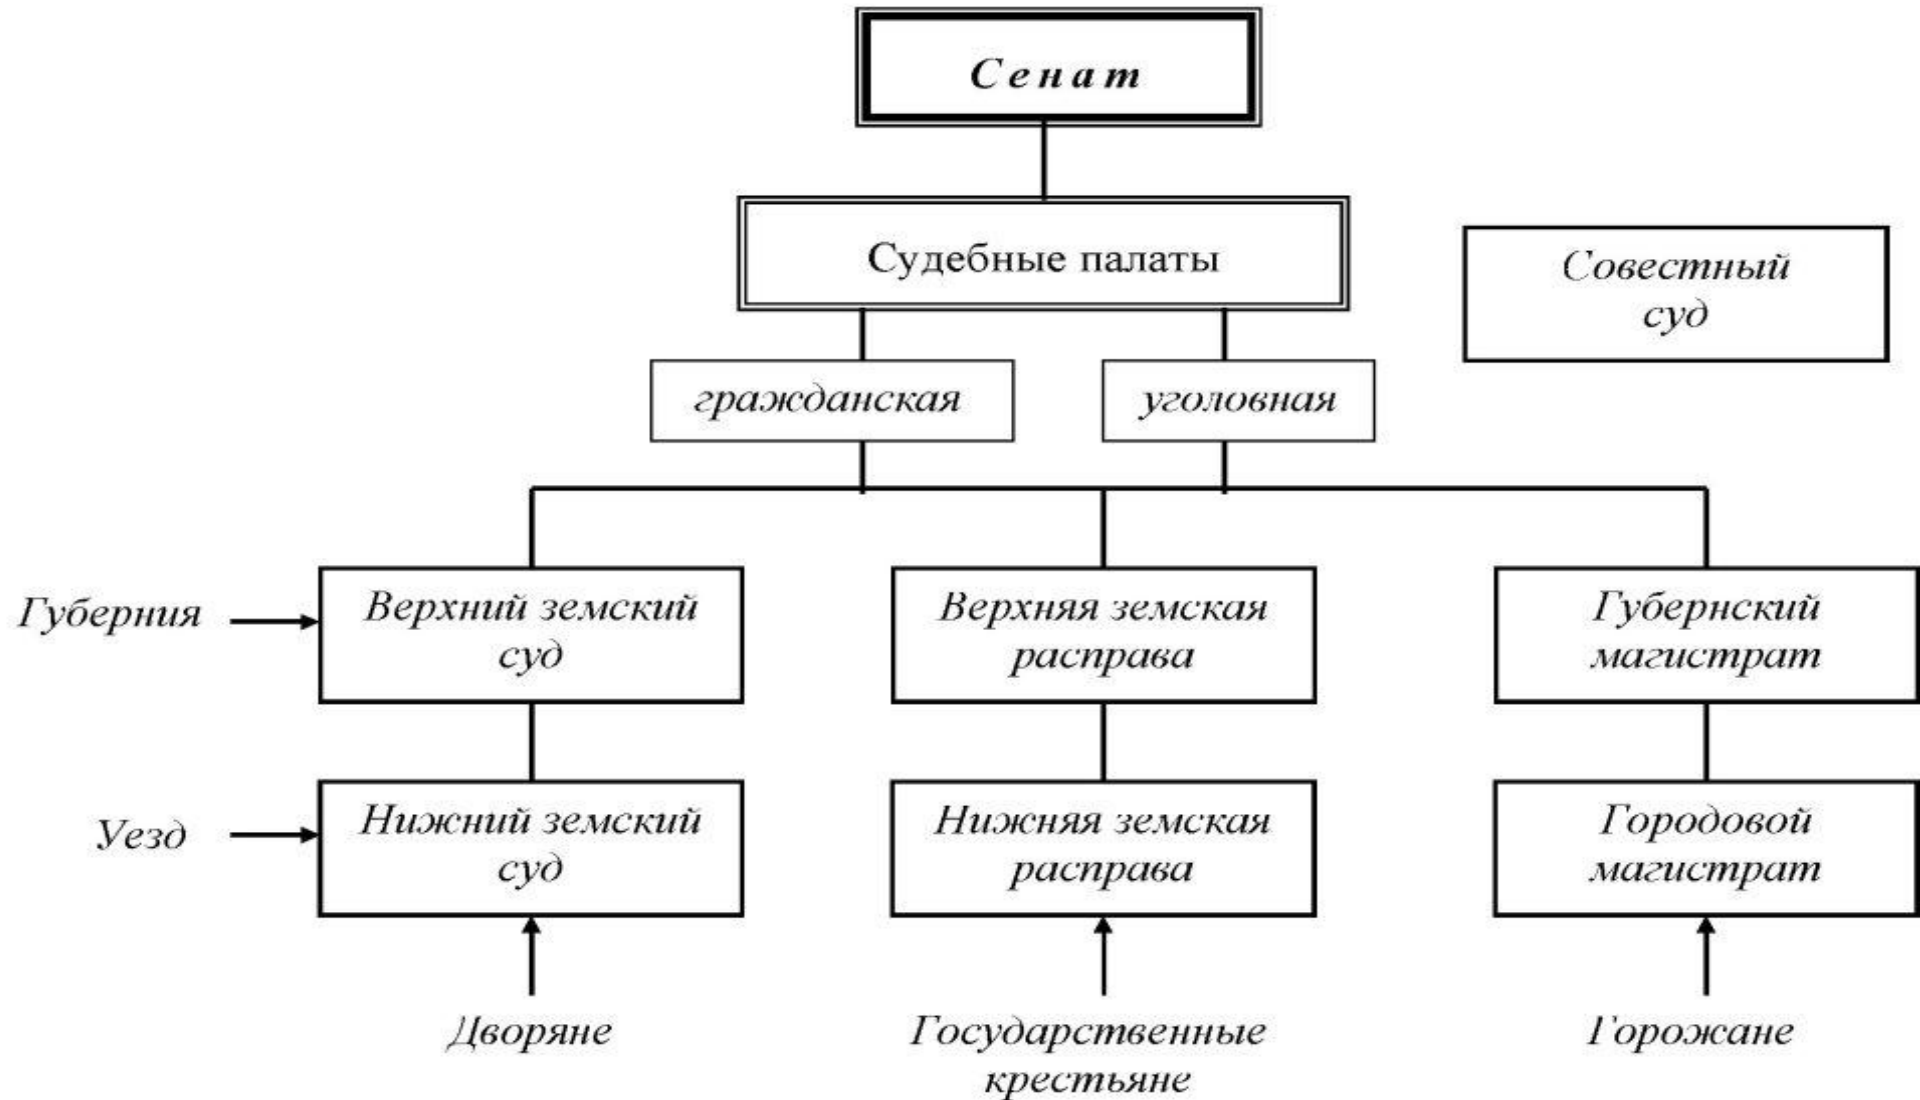 Сенат
Судебные палаты
Совестный
суд
гражданская
уголовная
Губерния
Верхний земский
суд
Верхняя земская
расправа
Губернский
магистрат
Уезд
Нижний земский
суд
Нижняя земская
расправа
Городовой
магистрат
Дворяне
Государственные
крестьяне
Горожане